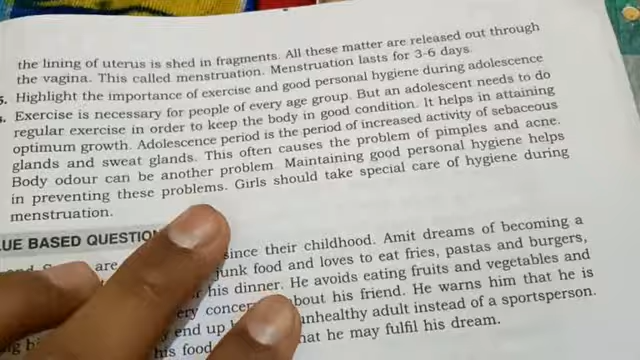 the lining of uterus is shed in fragments. All these matter are released out through
the vagina. This called menstruation. Menstruation lasts for 3-6 days.
5. Highlight the importance of exercise and good personal hygiene during adolescence
s. Exercise is necessary for people of every age group. But an adolescent needs to do
regular exercise in order to keep the body in good condition. It helps in attaining
optimum growth. Adolescence period is the period of increased activity of sebaceous
glands and sweat glands. This often causes the problem of pimples and acne.
Body odour can be another problem. Maintaining good personal hygiene helps
in preventing these problems. Girls should take special care of hygiene during
menstruation.
UE BASED QUESTION
are since their childhood. Amit dreams of becoming a
junk food and loves to eat fries, pastas and burgers,
his dinner. He avoids eating fruits and vegetables and
ery concer about his friend. He warns him that he is
end up unhealthy adult instead of a sportsperson.
his food hat he may fulfil his dream.